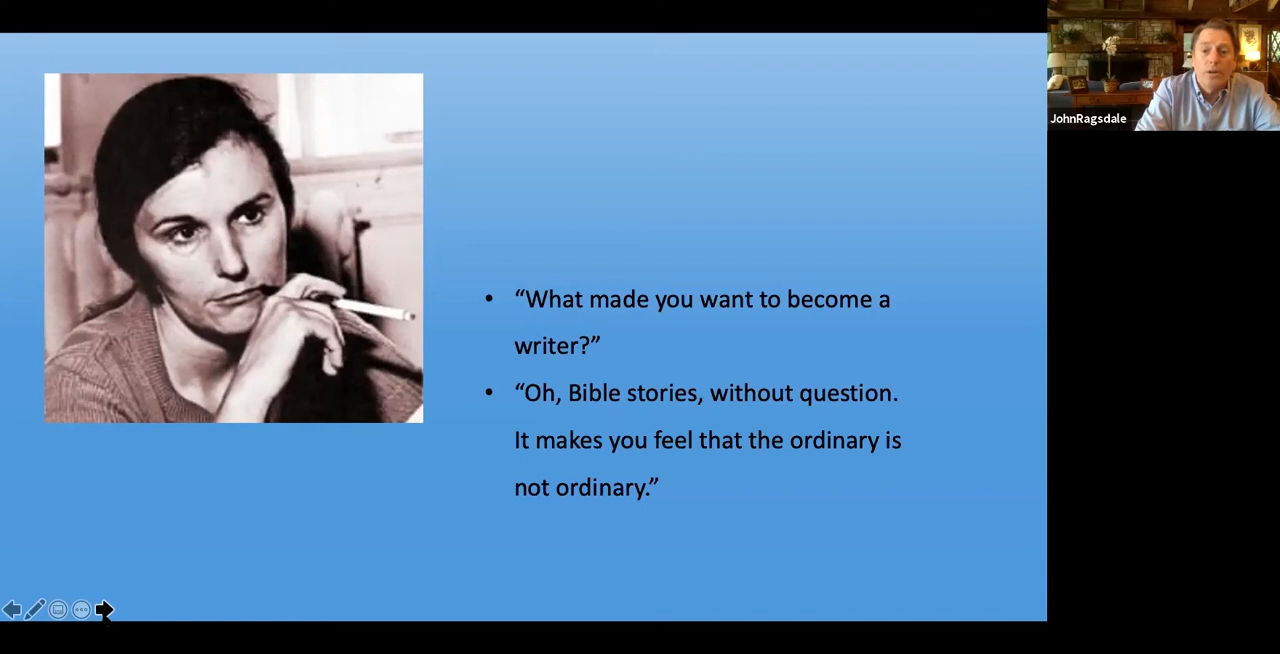 JohnRagsdale
• “What made you want to become a
writer?”
• “Oh, Bible stories, without question.
It makes you feel that the ordinary is
not ordinary.”